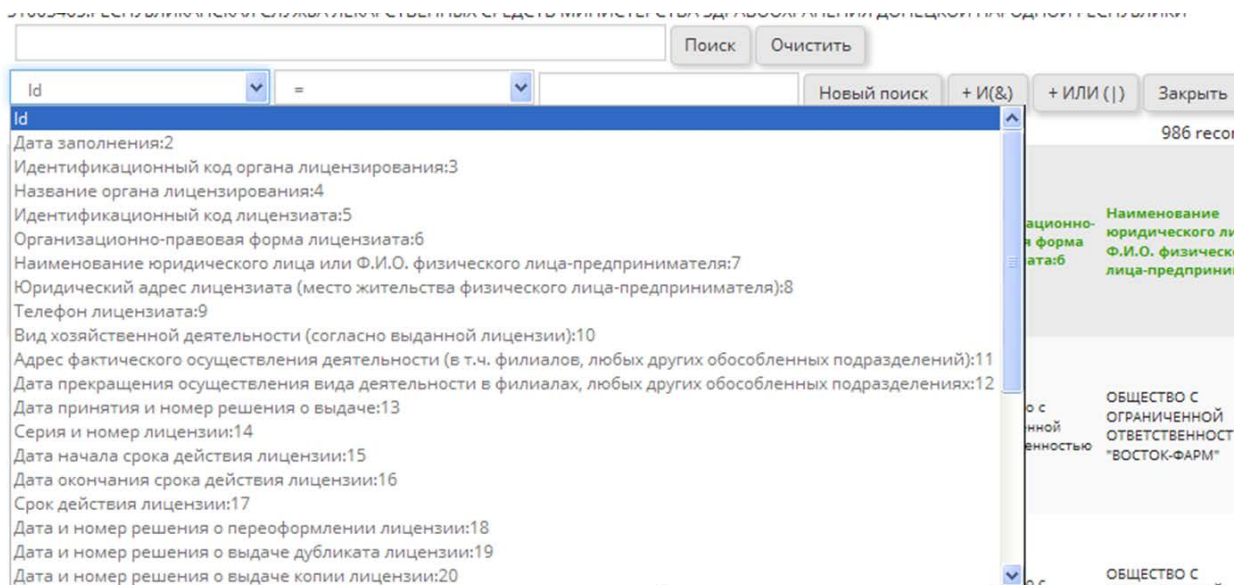 Поиск Очистить
Id = Новый поиск + И(&) + ИЛИ (|) Закрыть
Id
986
Дата заполнения:2
Идентификационный код органа лицензирования:3
Название органа лицензирования:4
Идентификационный код лицензиата:5
Организационно-правовая форма лицензиата:6
Наименование юридического лица или Ф.И.О. физического лица-предпринимателя:7
Юридический адрес лицензиата (место жительства физического лица-предпринимателя):8
Телефон лицензиата:9
Вид хозяйственной деятельности (согласно выданной лицензии):10
Адрес фактического осуществления деятельности (в т.ч. филиалов, любых других обособленных подразделений):11
Дата прекращения осуществления вида деятельности в филиалах, любых других обособленных подразделениях:12
Дата принятия и номер решения о выдаче:13
Серия и номер лицензии:14
Дата начала срока действия лицензии:15
Дата окончания срока действия лицензии:16
Срок действия лицензии:17
Дата и номер решения о переоформлении лицензии:18
Дата и номер решения о выдаче дубликата лицензии:19
Дата и номер решения о выдаче копии лицензии:20
форма
Наименование
юридического
Ф.И.О.
с
ОБЩЕСТВО С
ОГРАНИЧЕННОЙ
"ВОСТОК-ФАРМ"
ОБЩЕСТВО С